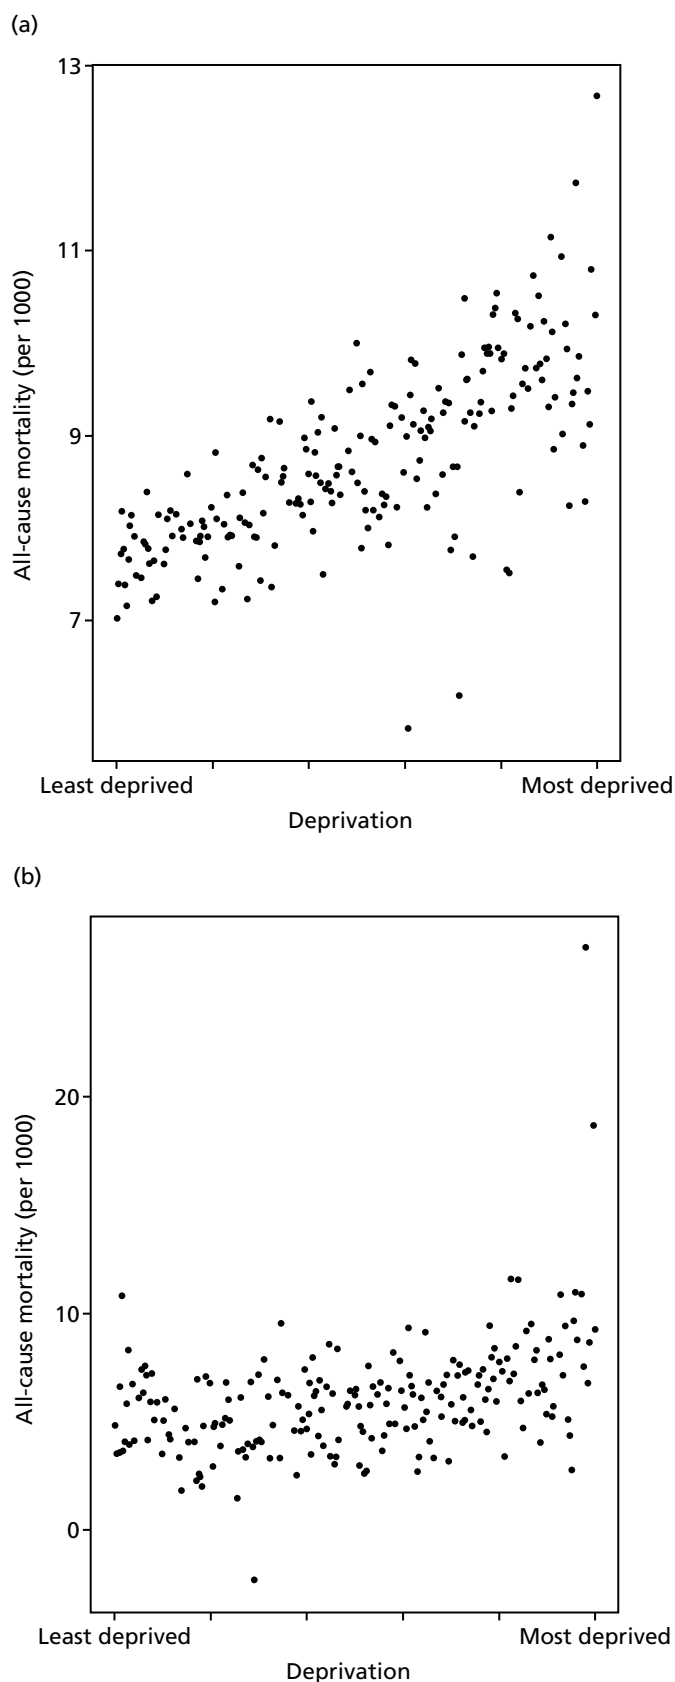 (a)
13
11
9
7
All-cause mortality (per 1000)
Least deprived
Most deprived
Deprivation
(b)
20
10
0
All-cause mortality (per 1000)
Least deprived
Most deprived
Deprivation